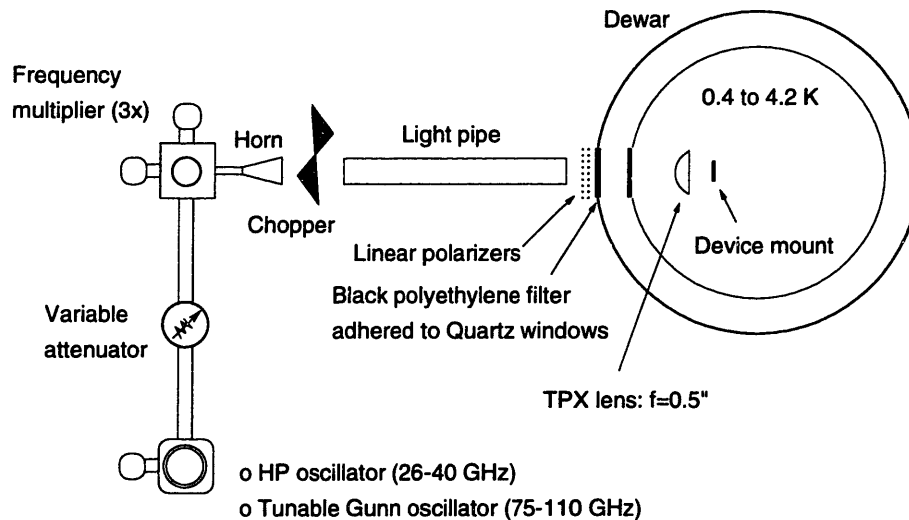 Dewar
Frequency
multiplier (3x)
0.4 to 4.2 K
Horn
Light pipe
Chopper
Linear polarizers
Device mount
Black polyethylene filter
adhered to Quartz windows
Variable
attenuator
TPX lens: f=0.5"
o HP oscillator (26-40 GHz)
o Tunable Gunn oscillator (75-110 GHz)